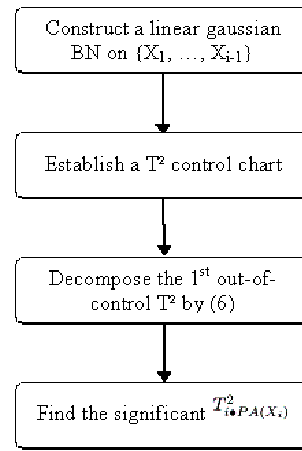 Construct a linear gaussian
BN on {X₁, ..., Xᵢ₋₁}
Establish a T² control chart
Decompose the 1ˢᵗ out-of-
control T² by (6)
Find the significant T²ᵢ•PA(Xᵢ)